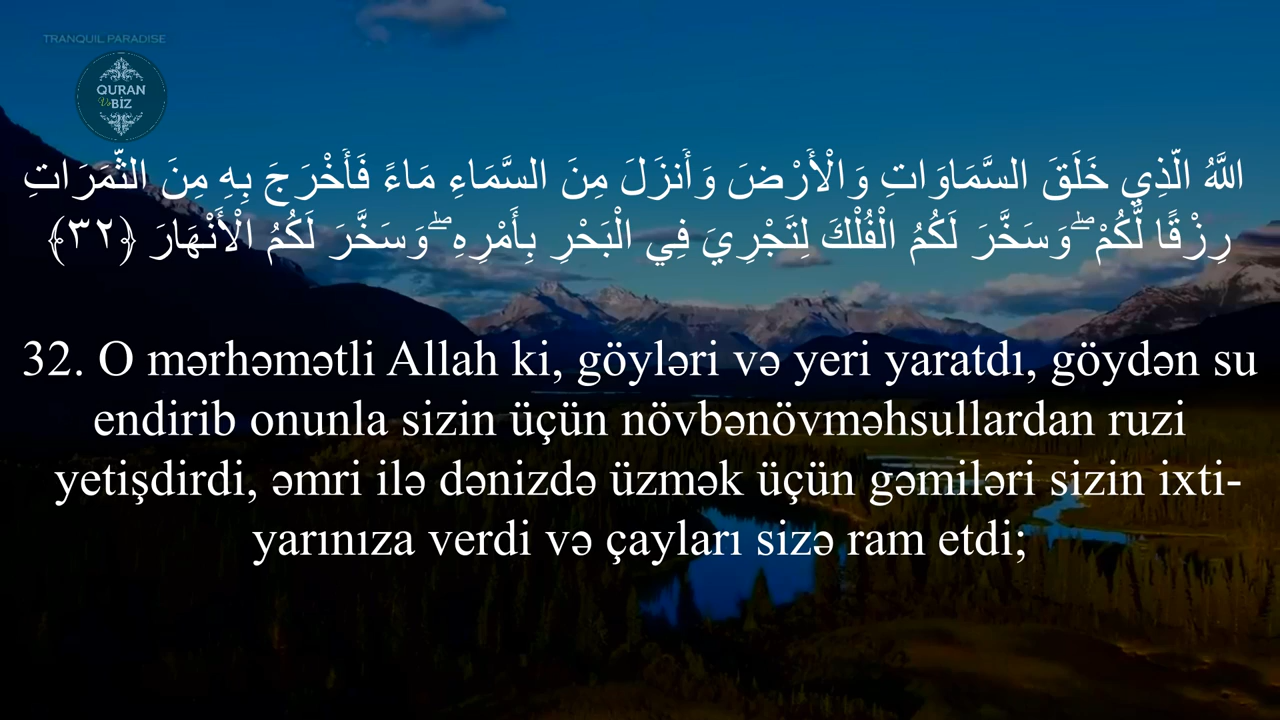 TRANQUIL PARADISE
QURAN
Və BİZ
اللَّهُ الَّذِي خَلَقَ السَّمَاوَاتِ وَالْأَرْضَ وَأَنزَلَ مِنَ السَّمَاءِ مَاءً فَأَخْرَجَ بِهِ مِنَ الثَّمَرَاتِ
رِزْقًا لَّكُمْ ۖ وَسَخَّرَ لَكُمُ الْفُلْكَ لِتَجْرِيَ فِي الْبَحْرِ بِأَمْرِهِ ۖ وَسَخَّرَ لَكُمُ الْأَنْهَارَ ﴿٣٢﴾
32. O mərhəmətli Allah ki, göyləri və yeri yaratdı, göydən su
endirib onunla sizin üçün növbənövməhsullardan ruzi
yetişdirdi, əmri ilə dənizdə üzmək üçün gəmiləri sizin ixti-
yarınıza verdi və çayları sizə ram etdi;